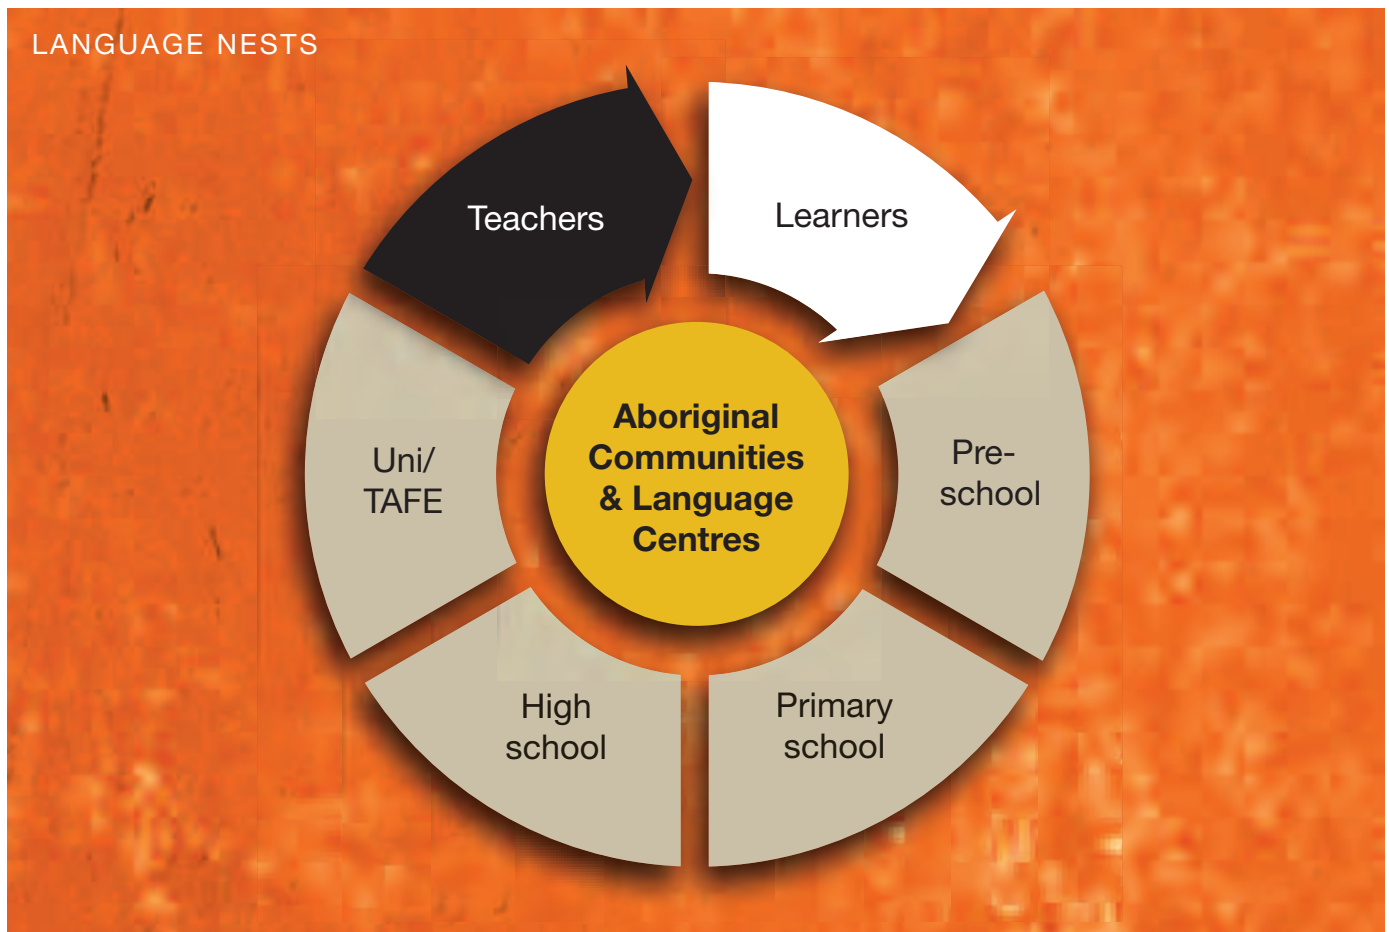 LANGUAGE NESTS
Teachers
Learners
Aboriginal
Communities
& Language
Centres
Uni/
TAFE
Pre-
school
High
school
Primary
school